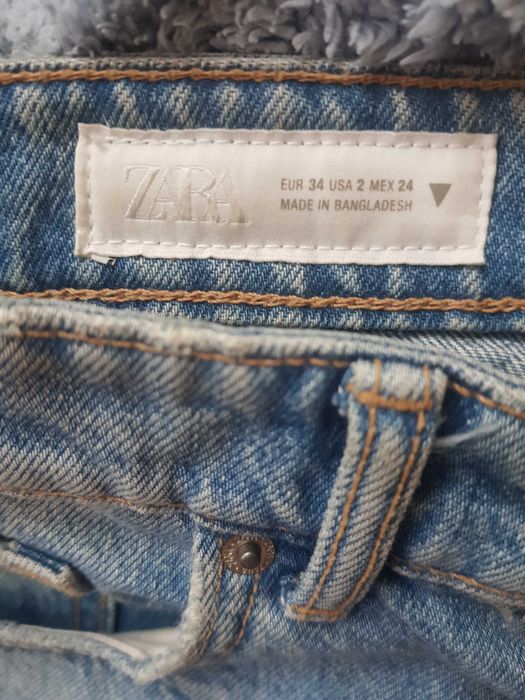 ZARA
EUR 34 USA 2 MEX 24
MADE IN BANGLADESH